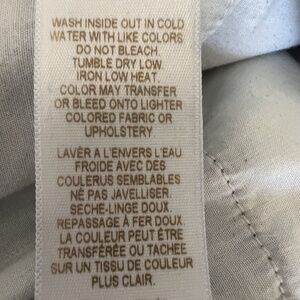 WASH INSIDE OUT IN COLD
WATER WITH LIKE COLORS.
DO NOT BLEACH.
TUMBLE DRY LOW.
IRON LOW HEAT.
COLOR MAY TRANSFER
OR BLEED ONTO LIGHTER
COLORED FABRIC OR
UPHOLSTERY
LAVER A L'ENVERS L'EAU
FROIDE AVEC DES
COULERUS SEMBLABLES
NÉ PAS JAVELLISER.
SECHE-LINGE DOUX.
REPASSAGE À FER DOUX.
LA COULEUR PEUT ÊTRE
TRANSFÉRÉE OU TACHEE
SUR UN TISSU DE COULEUR
PLUS CLAIR.